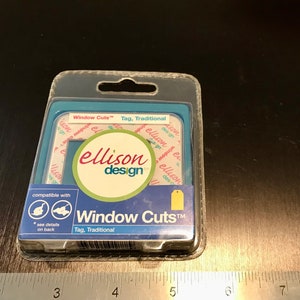 Window Cuts™ Tag, Traditional
ellison
design
compatible with
* see details
on back
Window Cuts™
Tag, Traditional
3 4 5 6 7